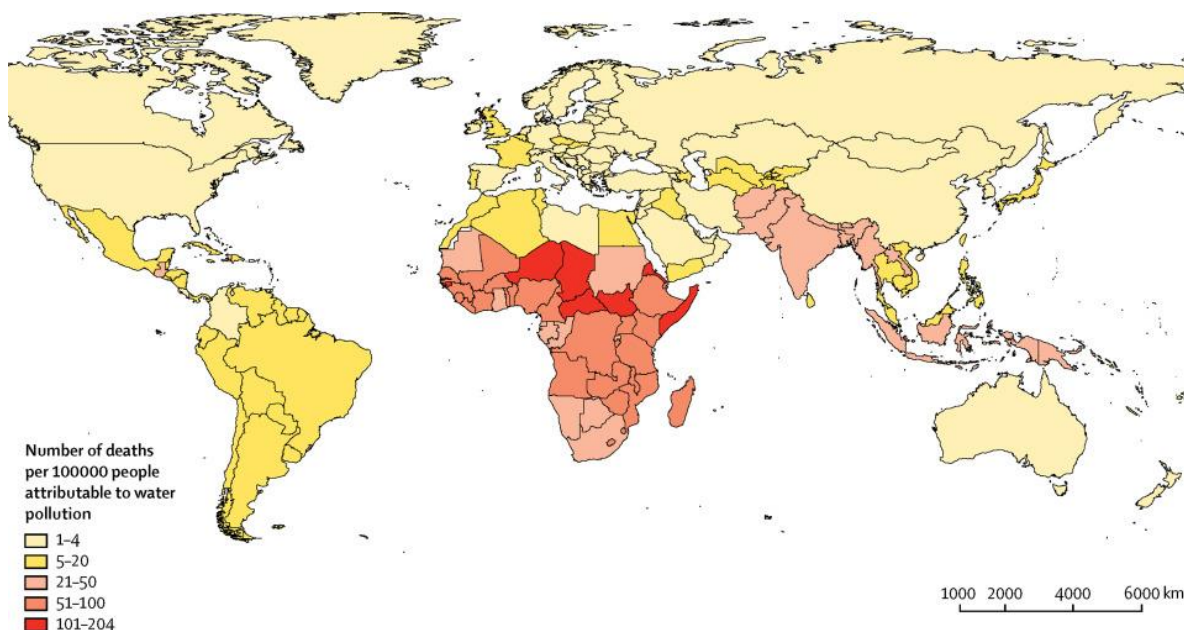 Number of deaths
per 100000 people
attributable to water
pollution
1–4
5–20
21–50
51–100
101–204
1000 2000 4000 6000 km